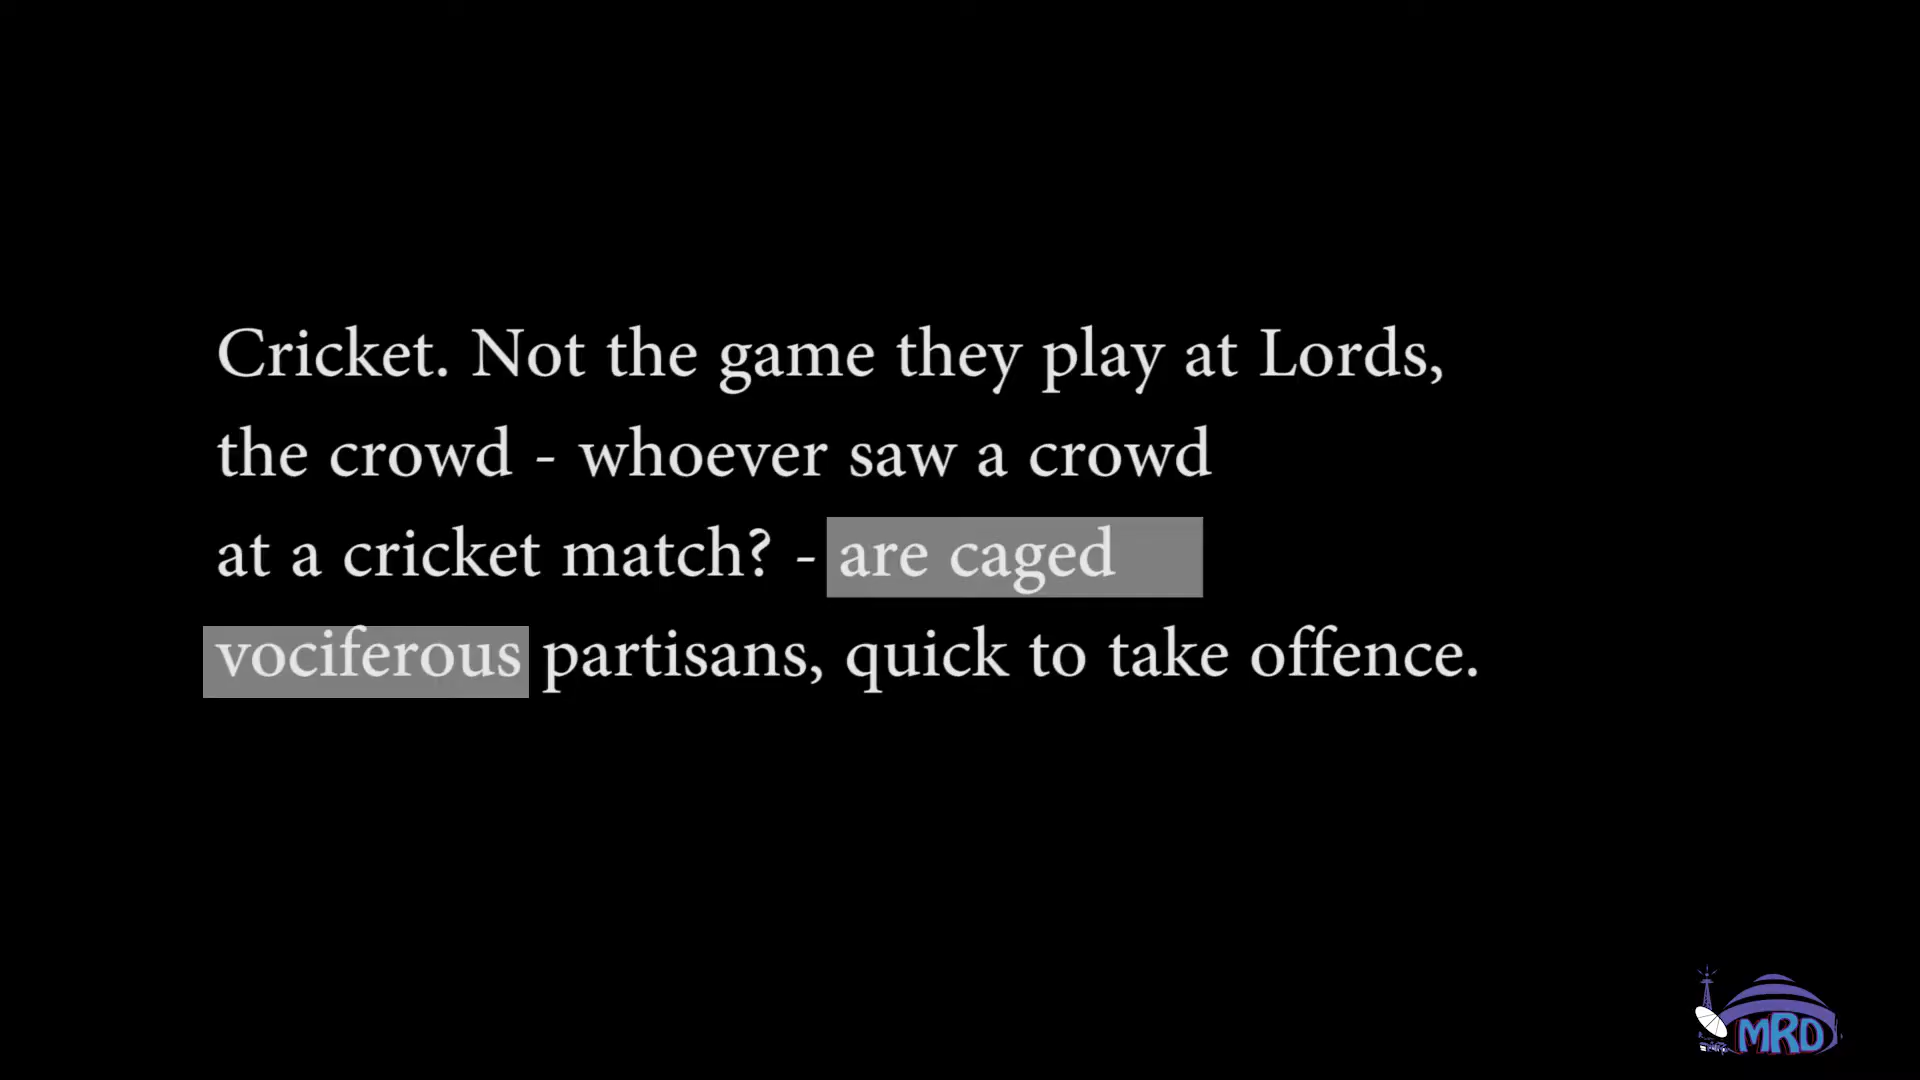 Cricket. Not the game they play at Lords,
the crowd - whoever saw a crowd
at a cricket match? - are caged
vociferous partisans, quick to take offence.
MRD